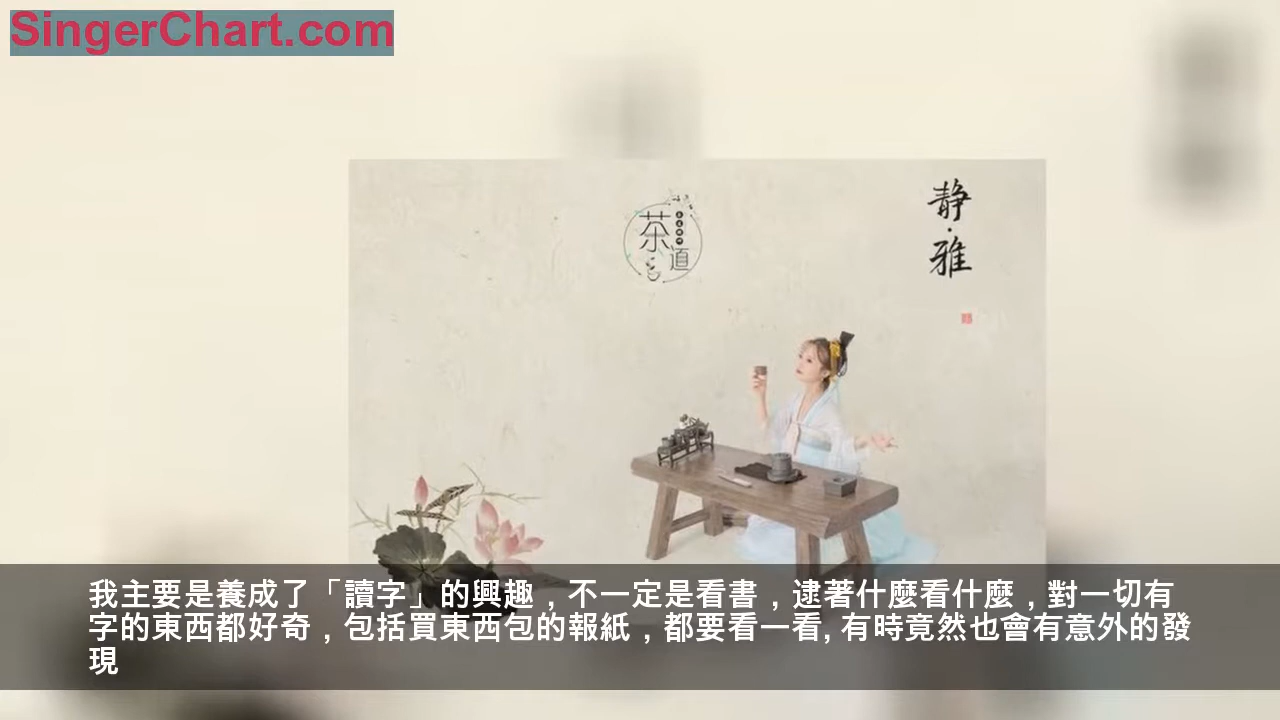 SingerChart.com
静·雅
茶
道
我主要是養成了「讀字」的興趣，不一定是看書，逮著什麼看什麼，對一切有
字的東西都好奇，包括買東西包的報紙，都要看一看, 有時竟然也會有意外的發
現